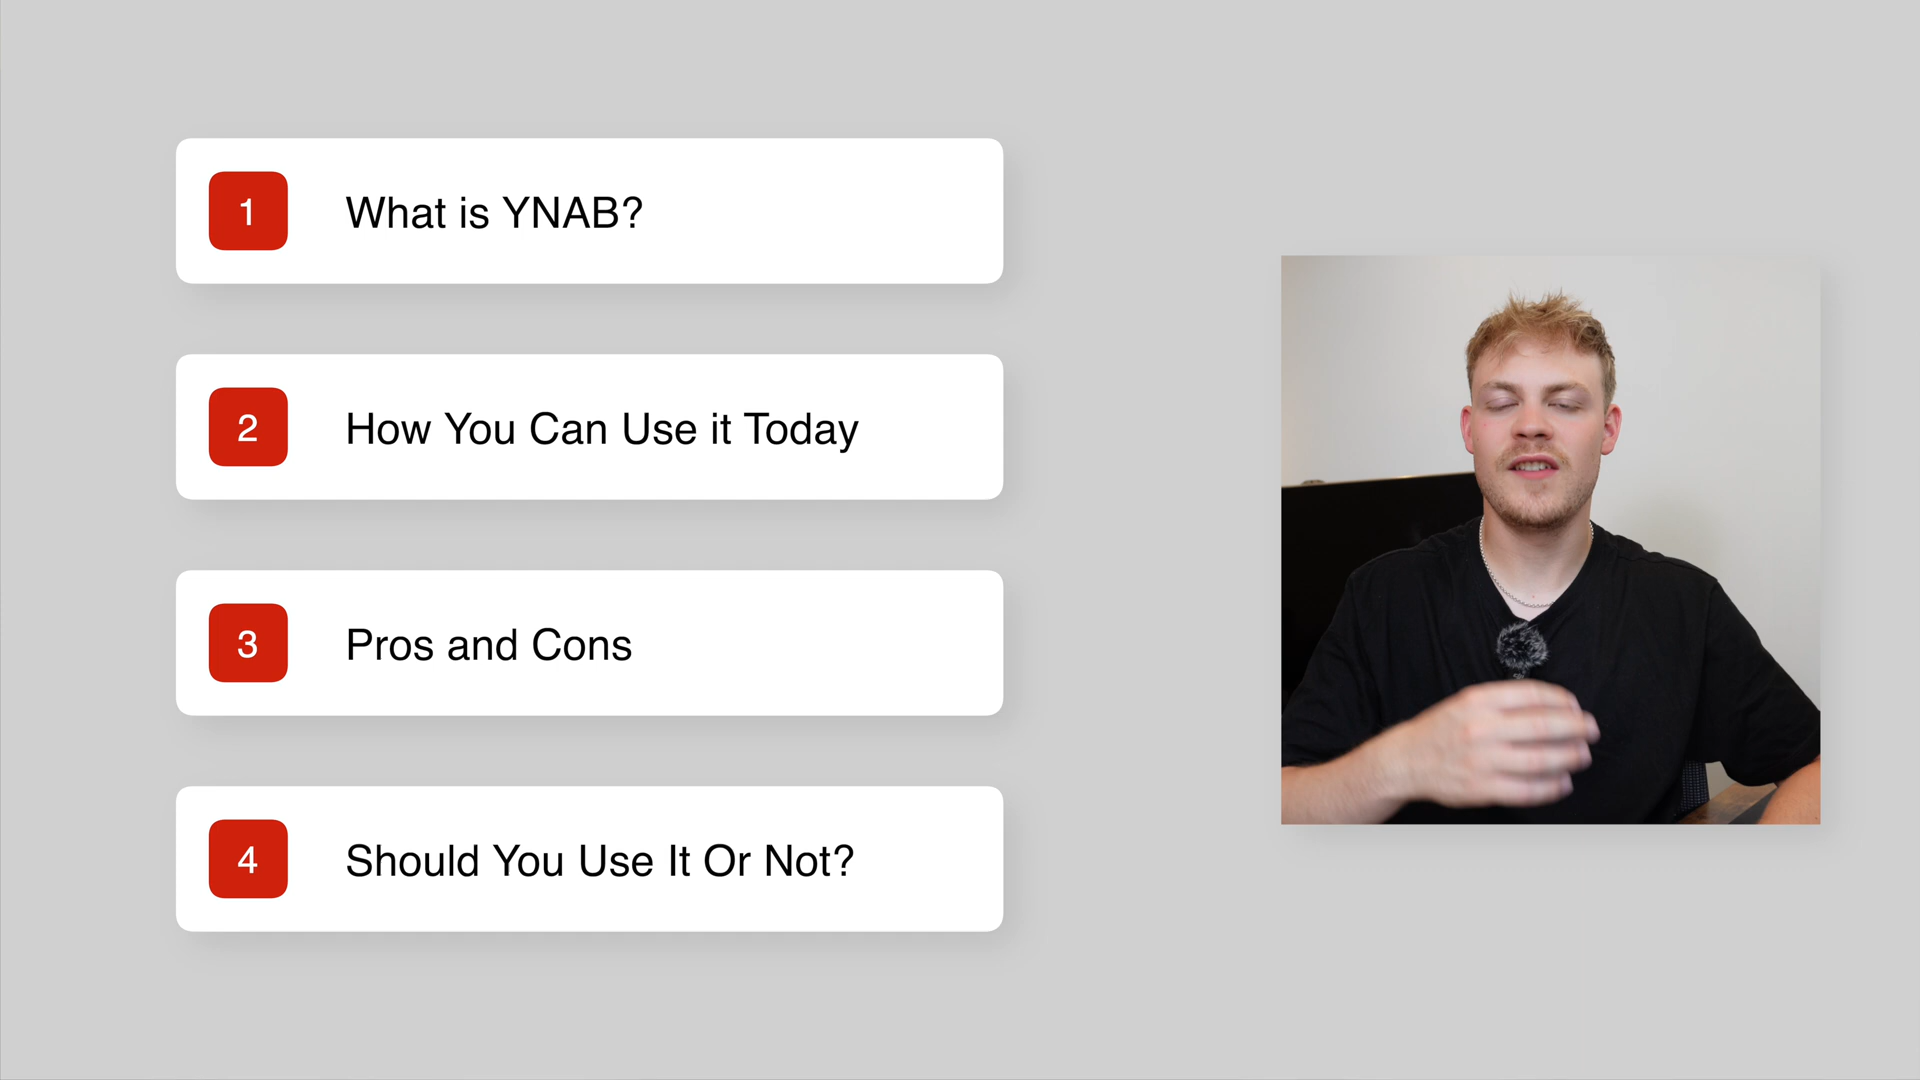 1
What is YNAB?
2
How You Can Use it Today
3
Pros and Cons
4
Should You Use It Or Not?